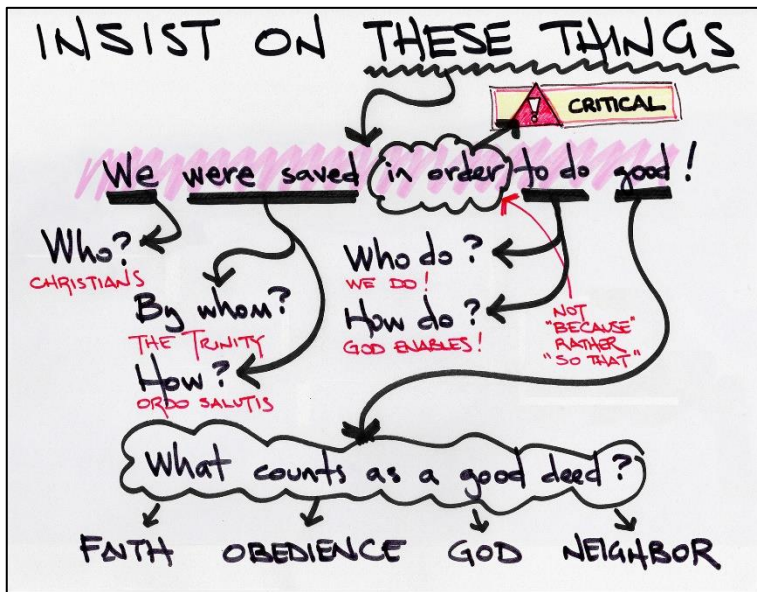 INSIST ON THESE THINGS
! CRITICAL
We were saved in order to do good!
Who?
CHRISTIANS
By whom?
THE TRINITY
How?
ORDO SALUTIS
Who do?
WE DO!
How do?
GOD ENABLES!
NOT
"BECAUSE"
RATHER
"SO THAT"
What counts as a good deed?
FAITH OBEDIENCE GOD NEIGHBOR